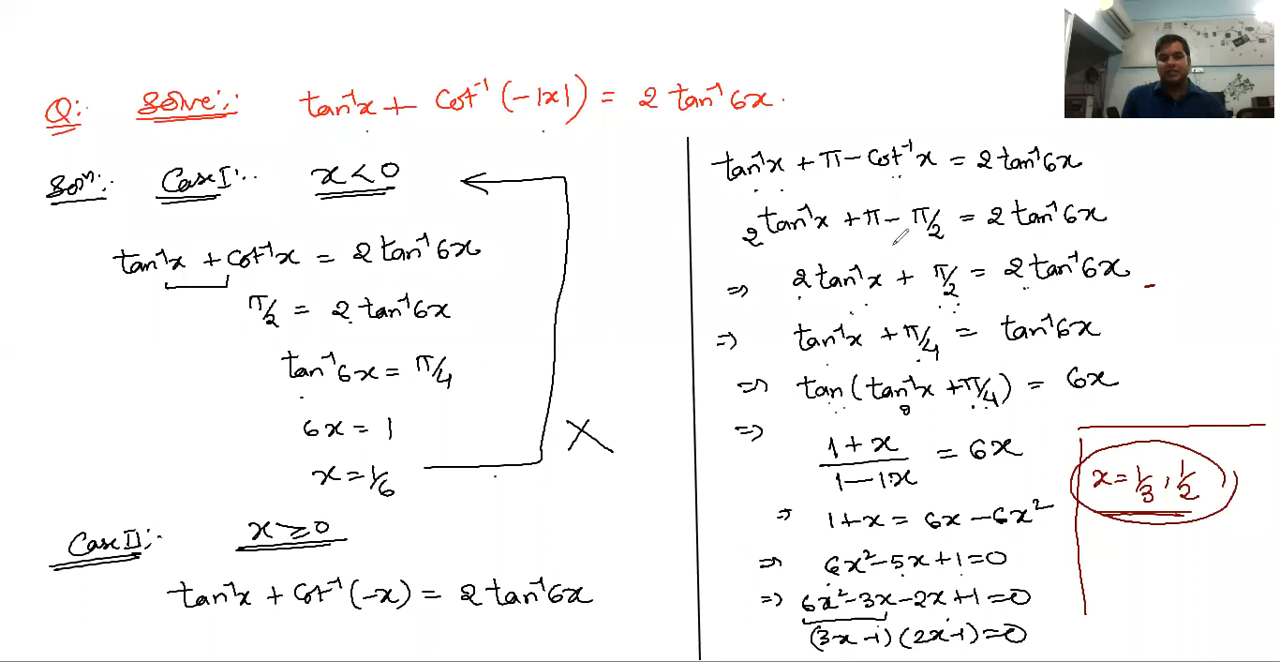 Q: Solve:. tan⁻¹x + Cot⁻¹(-|x|) = 2 tan⁻¹6x.
Soln:. Case I:. x < 0
tan⁻¹x + Cot⁻¹x = 2 tan⁻¹6x
π/2 = 2 tan⁻¹6x
tan⁻¹6x = π/4
6x = 1
x = 1/6
Case II:. x ≥ 0
tan⁻¹x + Cot⁻¹(-x) = 2 tan⁻¹6x
tan⁻¹x + π - Cot⁻¹x = 2 tan⁻¹6x
2 tan⁻¹x + π - π/2 = 2 tan⁻¹6x
⇒ 2 tan⁻¹x + π/2 = 2 tan⁻¹6x
⇒ tan⁻¹x + π/4 = tan⁻¹6x
⇒ tan(tan⁻¹x + π/4) = 6x
⇒ (1 + x)/(1 - 1x) = 6x
⇒ 1 + x = 6x - 6x²
⇒ 6x² - 5x + 1 = 0
⇒ 6x² - 3x - 2x + 1 = 0
(3x - 1)(2x - 1) = 0
x = 1/3, 1/2